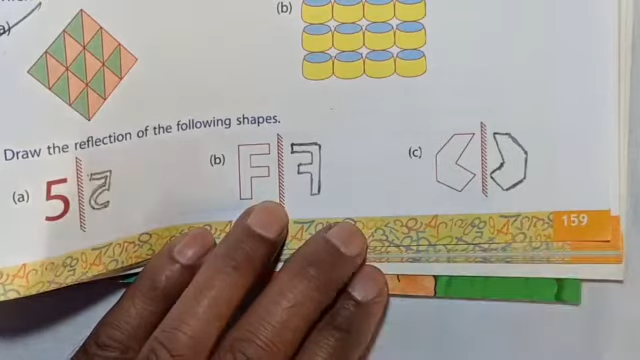 a)
(b)
Draw the reflection of the following shapes.
(a) 5
(b) F
(c)
159